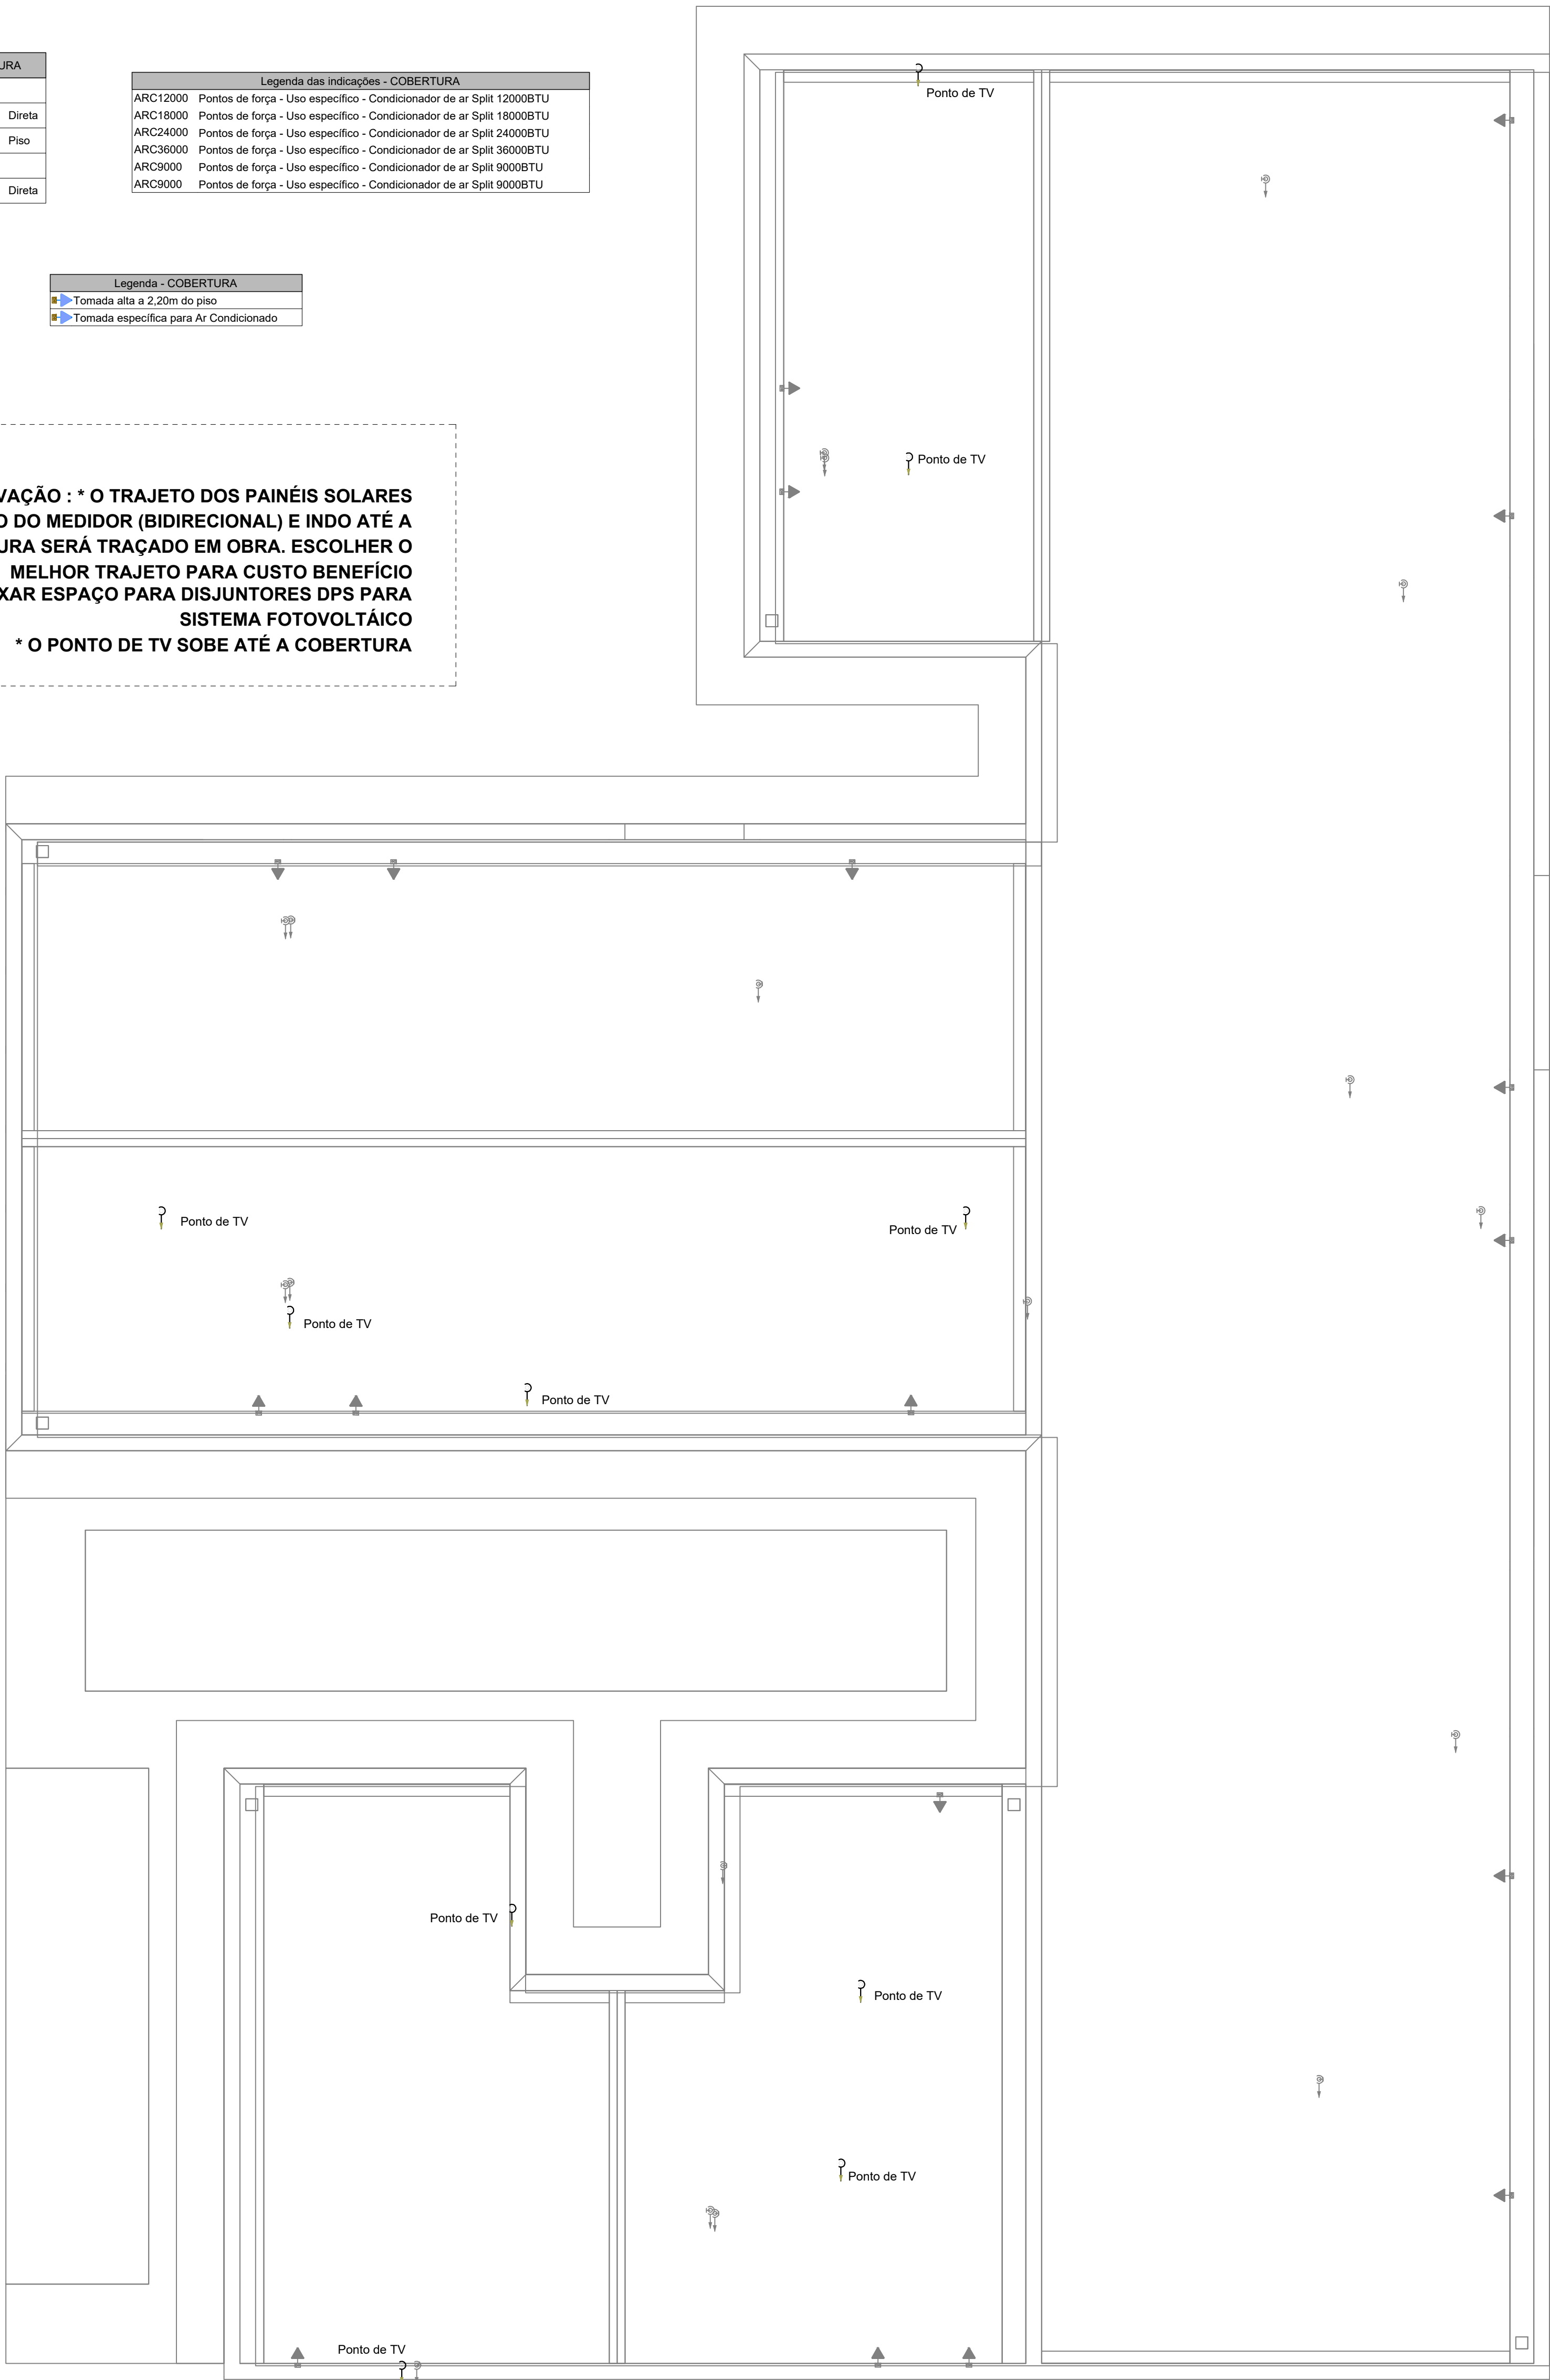 URA
Direta
Piso
Direta
Legenda das indicações - COBERTURA
ARC12000 Pontos de força - Uso específico - Condicionador de ar Split 12000BTU
ARC18000 Pontos de força - Uso específico - Condicionador de ar Split 18000BTU
ARC24000 Pontos de força - Uso específico - Condicionador de ar Split 24000BTU
ARC36000 Pontos de força - Uso específico - Condicionador de ar Split 36000BTU
ARC9000 Pontos de força - Uso específico - Condicionador de ar Split 9000BTU
ARC9000 Pontos de força - Uso específico - Condicionador de ar Split 9000BTU
Legenda - COBERTURA
Tomada alta a 2,20m do piso
Tomada específica para Ar Condicionado
VAÇÃO : * O TRAJETO DOS PAINÉIS SOLARES
O DO MEDIDOR (BIDIRECIONAL) E INDO ATÉ A
URA SERÁ TRAÇADO EM OBRA. ESCOLHER O
MELHOR TRAJETO PARA CUSTO BENEFÍCIO
XAR ESPAÇO PARA DISJUNTORES DPS PARA
SISTEMA FOTOVOLTÁICO
* O PONTO DE TV SOBE ATÉ A COBERTURA
Ponto de TV
Ponto de TV
Ponto de TV
Ponto de TV
Ponto de TV
Ponto de TV
Ponto de TV
Ponto de TV
Ponto de TV
Ponto de TV